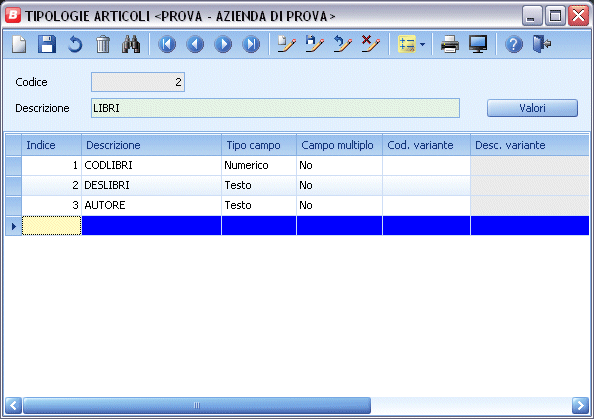 B TIPOLOGIE ARTICOLI <PROVA - AZIENDA DI PROVA>
Codice 2
Descrizione LIBRI Valori
Indice Descrizione Tipo campo Campo multiplo Cod. variante Desc. variante
1 CODLIBRI Numerico No
2 DESLIBRI Testo No
3 AUTORE Testo No